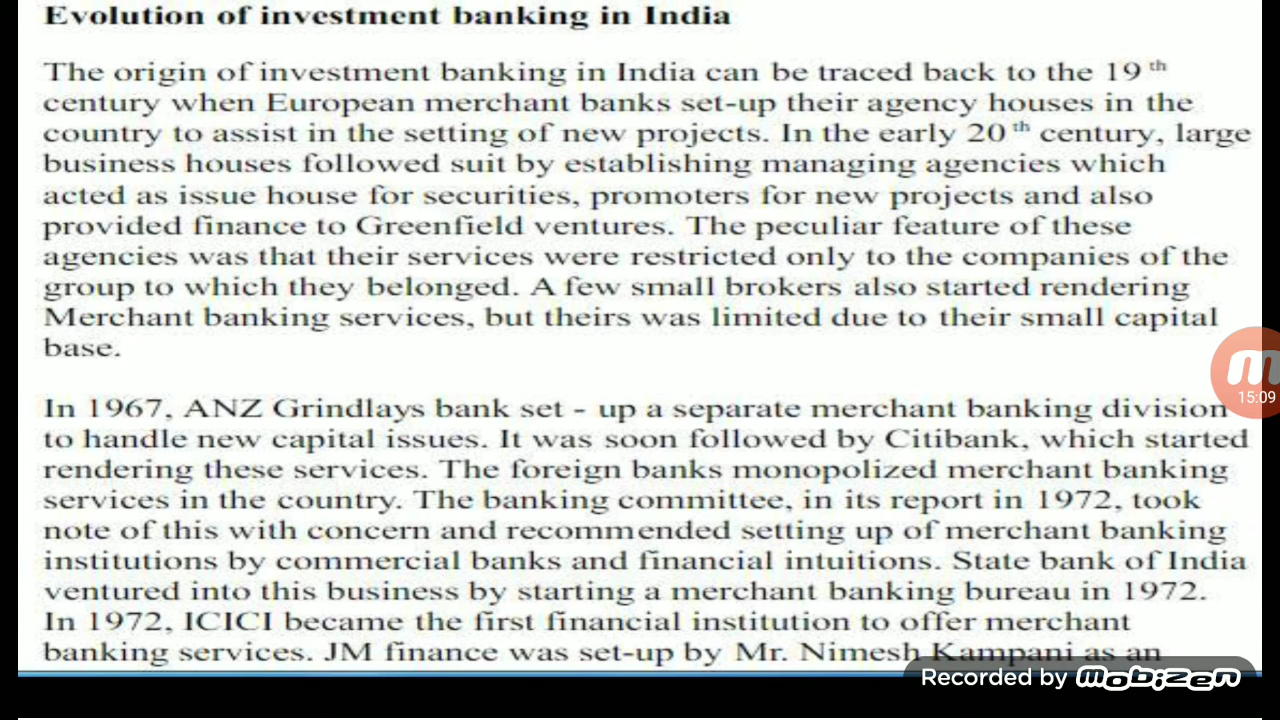 Evolution of investment banking in India
The origin of investment banking in India can be traced back to the 19 th
century when European merchant banks set-up their agency houses in the
country to assist in the setting of new projects. In the early 20 th century, large
business houses followed suit by establishing managing agencies which
acted as issue house for securities, promoters for new projects and also
provided finance to Greenfield ventures. The peculiar feature of these
agencies was that their services were restricted only to the companies of the
group to which they belonged. A few small brokers also started rendering
Merchant banking services, but theirs was limited due to their small capital
base.
In 1967, ANZ Grindlays bank set - up a separate merchant banking division
to handle new capital issues. It was soon followed by Citibank, which started
rendering these services. The foreign banks monopolized merchant banking
services in the country. The banking committee, in its report in 1972, took
note of this with concern and recommended setting up of merchant banking
institutions by commercial banks and financial intuitions. State bank of India
ventured into this business by starting a merchant banking bureau in 1972.
In 1972, ICICI became the first financial institution to offer merchant
banking services. JM finance was set-up by Mr. Nimesh Kampani as an
15:09
Recorded by mobizen